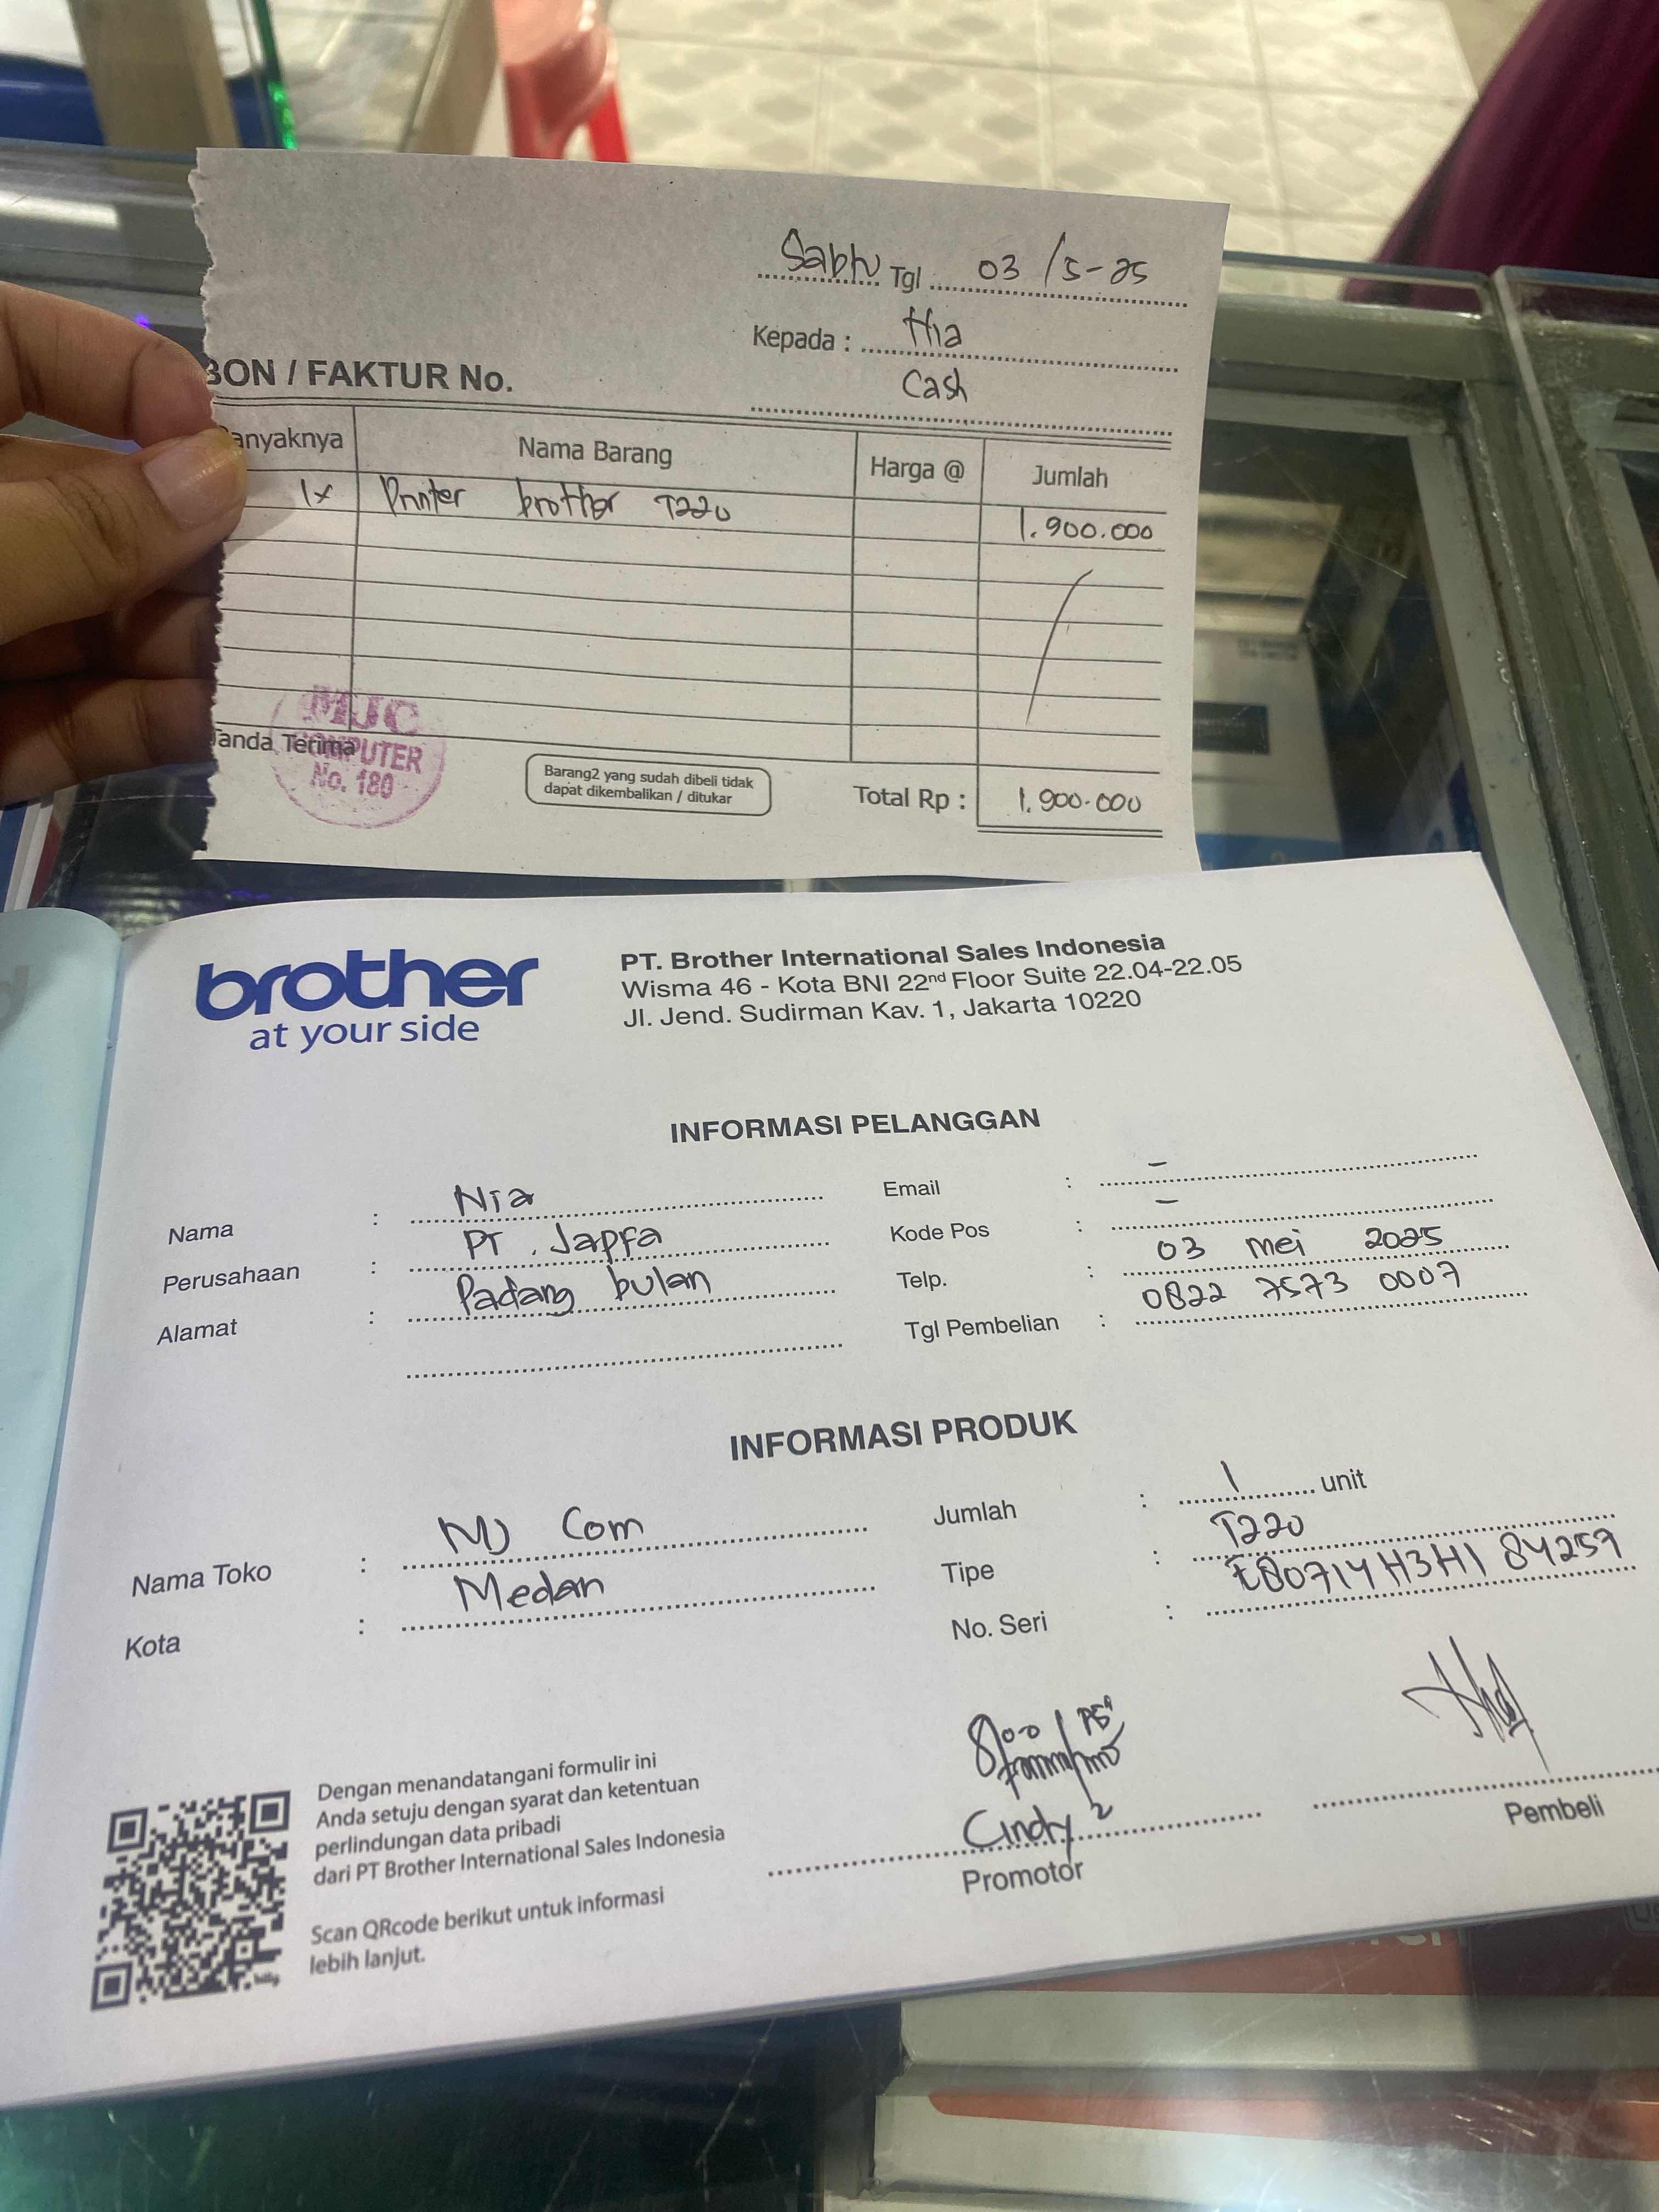 Sabtu Tgl 03/5-25
Kepada : Nia
Cash
BON / FAKTUR No.
Banyaknya Nama Barang Harga @ Jumlah
1x Printer brother T220 1.900.000
Tanda Terima
MJC
COMPUTER
No. 180
Barang2 yang sudah dibeli tidak
dapat dikembalikan / ditukar
Total Rp : 1.900.000
brother
at your side
PT. Brother International Sales Indonesia
Wisma 46 - Kota BNI 22nd Floor Suite 22.04-22.05
Jl. Jend. Sudirman Kav. 1, Jakarta 10220
INFORMASI PELANGGAN
Nama : Nia
Perusahaan : PT. Japfa
Alamat : Padang bulan
Email : -
Kode Pos : -
Telp. : 03 mei 2025
Tgl Pembelian : 0822 7573 0007
INFORMASI PRODUK
Nama Toko : MJ Com
Kota : Medan
Jumlah : 1 unit
Tipe : T220
No. Seri : E80714H3H184259
Dengan menandatangani formulir ini
Anda setuju dengan syarat dan ketentuan
perlindungan data pribadi
dari PT Brother International Sales Indonesia
Scan QRcode berikut untuk informasi
lebih lanjut.
Cindy
Promotor
Pembeli